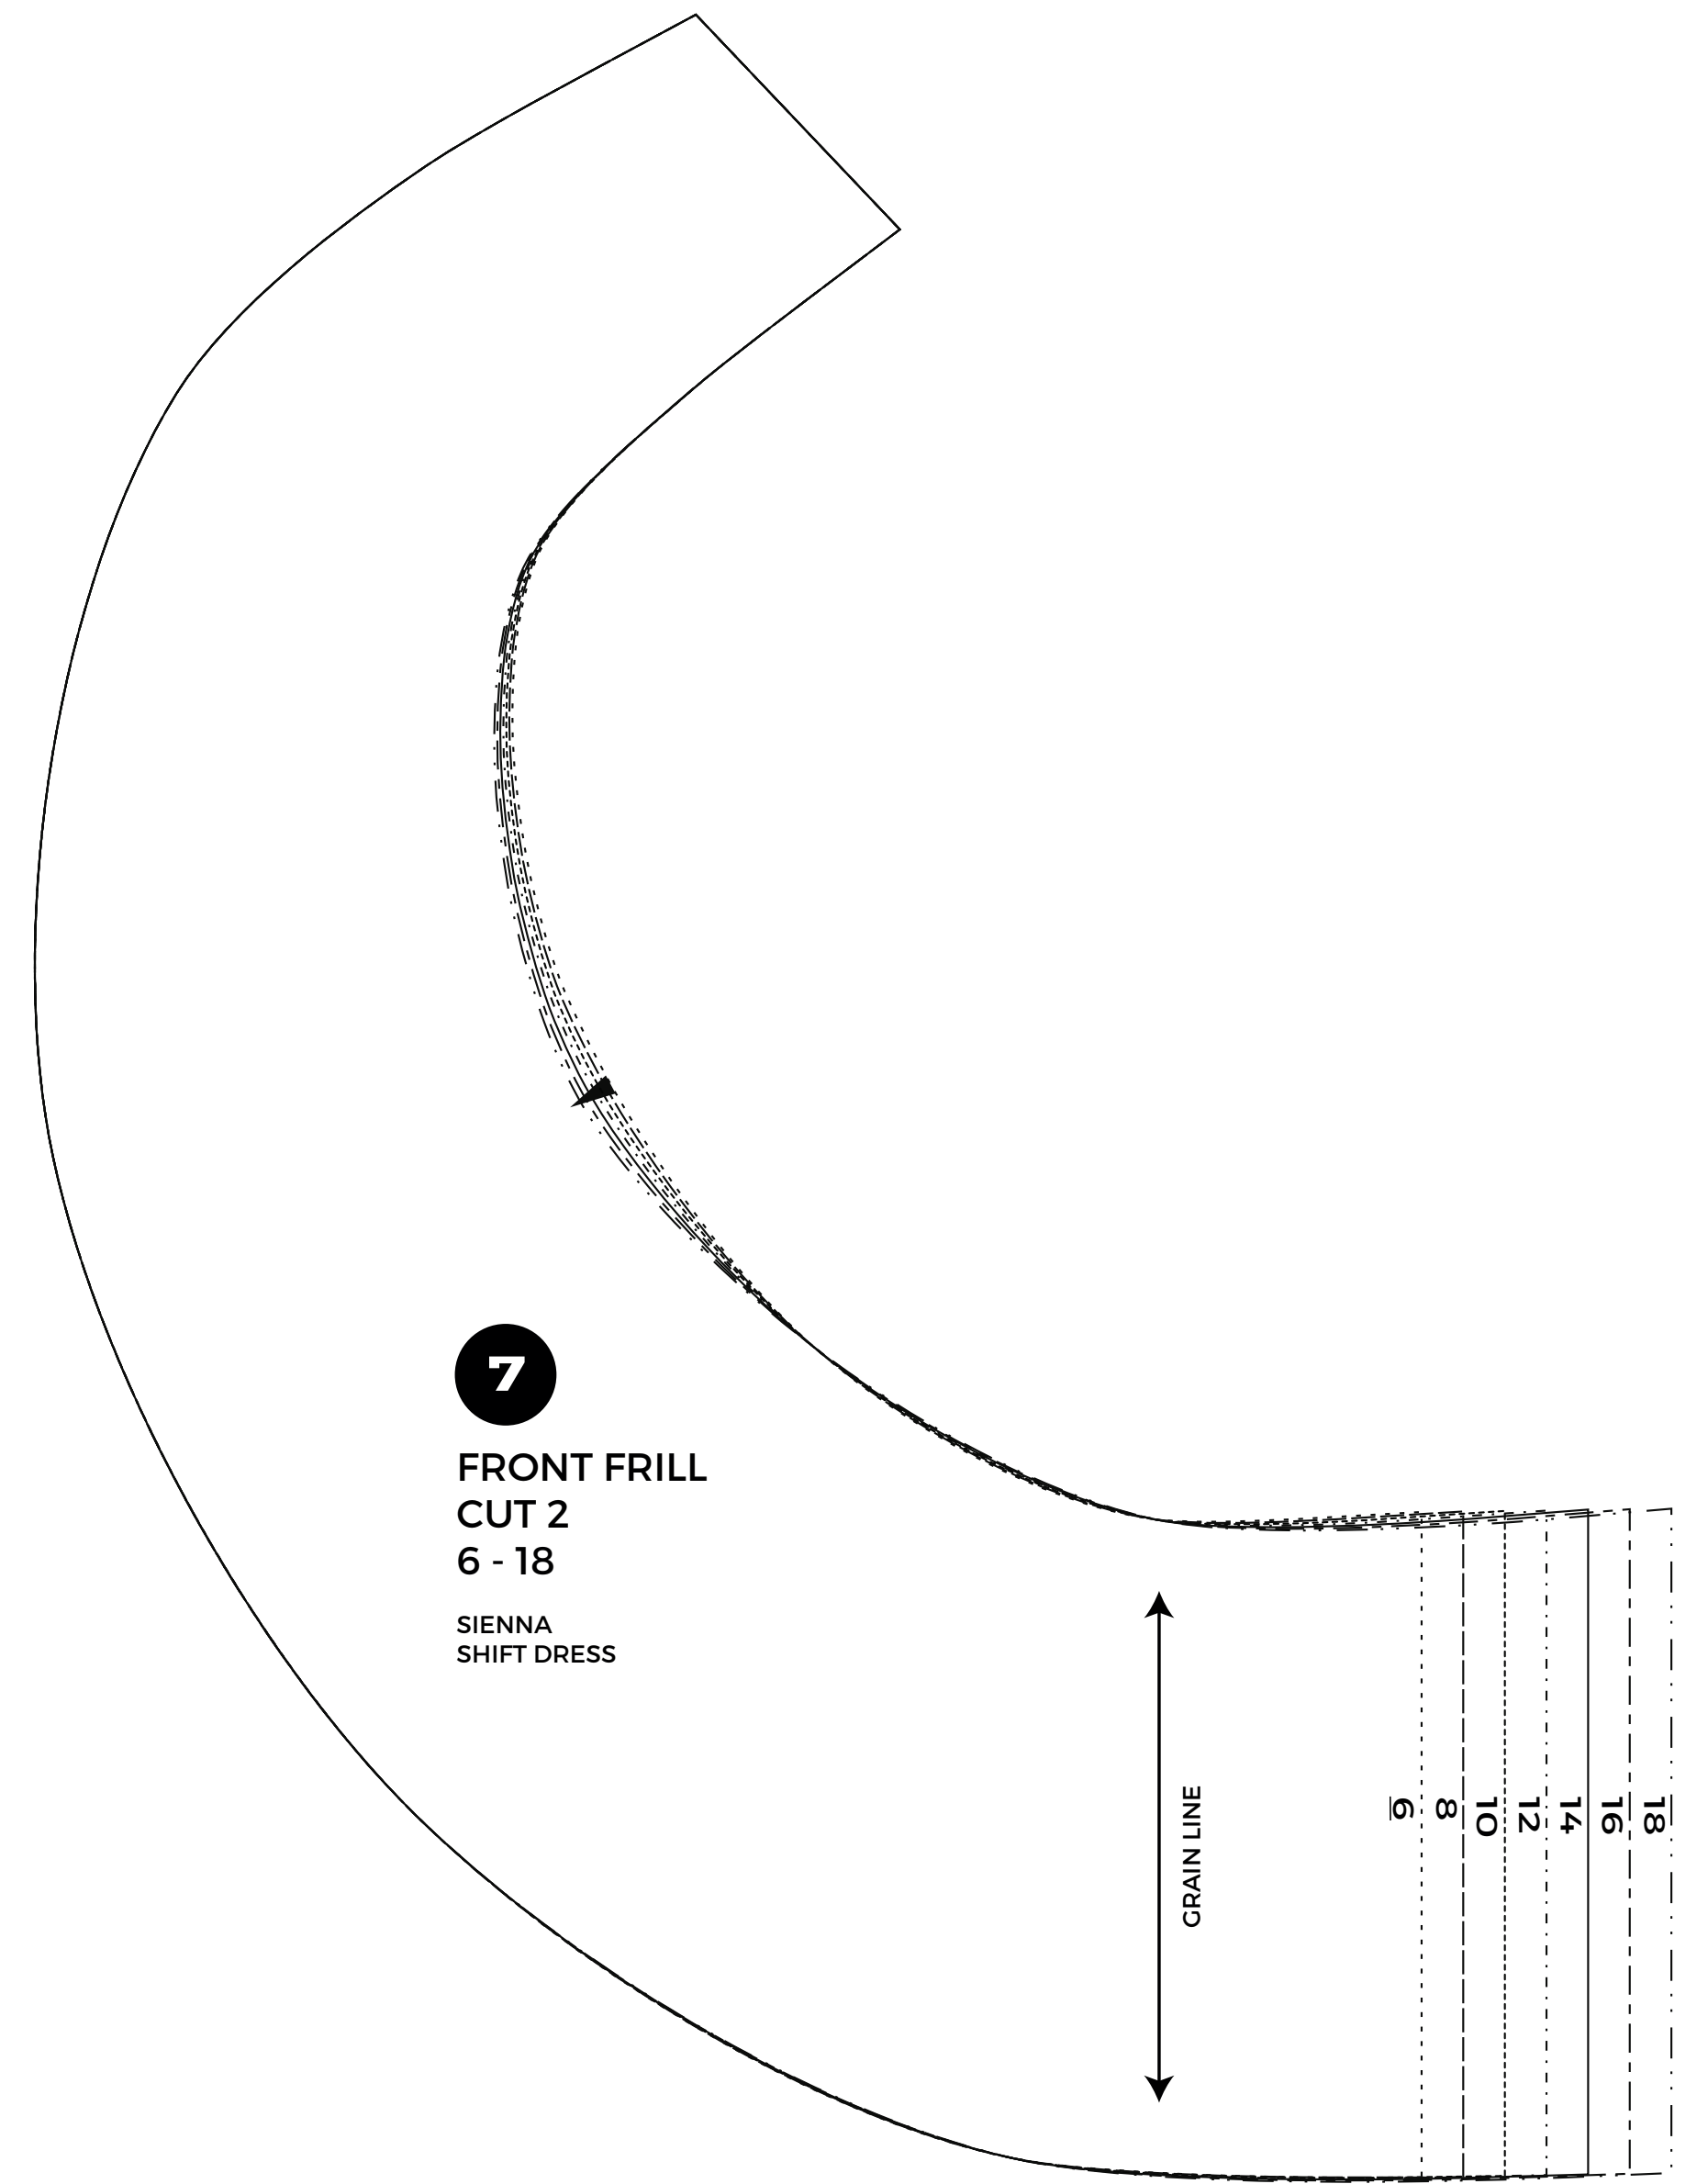 7
FRONT FRILL
CUT 2
6 - 18
SIENNA
SHIFT DRESS
GRAIN LINE
6
8
10
12
14
16
18